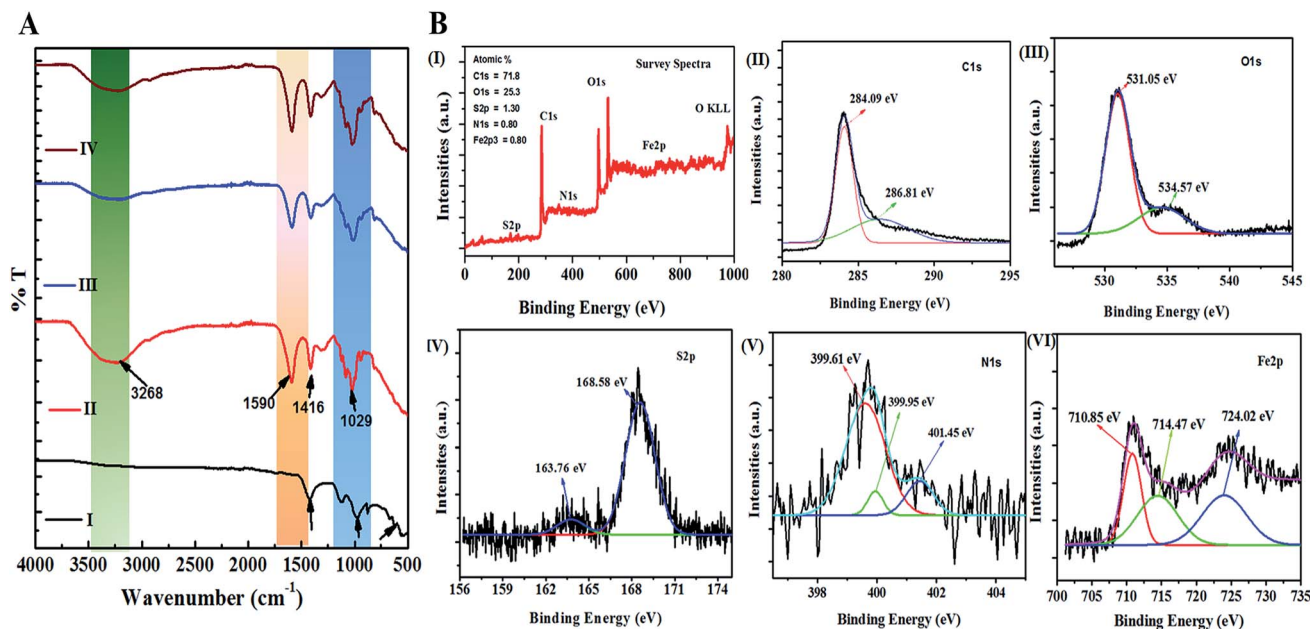 A
% T
IV
III
II
I
3268
1590
1416
1029
4000
3500
3000
2500
2000
1500
1000
500
Wavenumber (cm⁻¹)
B
(I)
Atomic %
C1s = 71.8
O1s = 25.3
S2p = 1.30
N1s = 0.80
Fe2p3 = 0.80
Survey Spectra
O1s
C1s
O KLL
Fe2p
N1s
S2p
Intensities (a.u.)
0 200 400 600 800 1000
Binding Energy (eV)
(II)
C1s
284.09 eV
286.81 eV
Intensities (a.u.)
280 285 290 295
Binding Energy (eV)
(III)
O1s
531.05 eV
534.57 eV
Intensities (a.u.)
530 535 540 545
Binding Energy (eV)
[V)
S2p
168.58 eV
163.76 eV
Intensites (a.u.)
156 159 162 165 168 171 174
Binding Energy (eV)
(V)
N1s
399.61 eV
399.95 eV
401.45 eV
Intensities (a.u.)
398 400 402 404
Binding Energy (eV)
(VI)
Fe2p
710.85 eV
714.47 eV
724.02 eV
Intensities (a.u.)
700 705 710 715 720 725 730 735
Binding Energy (eV)